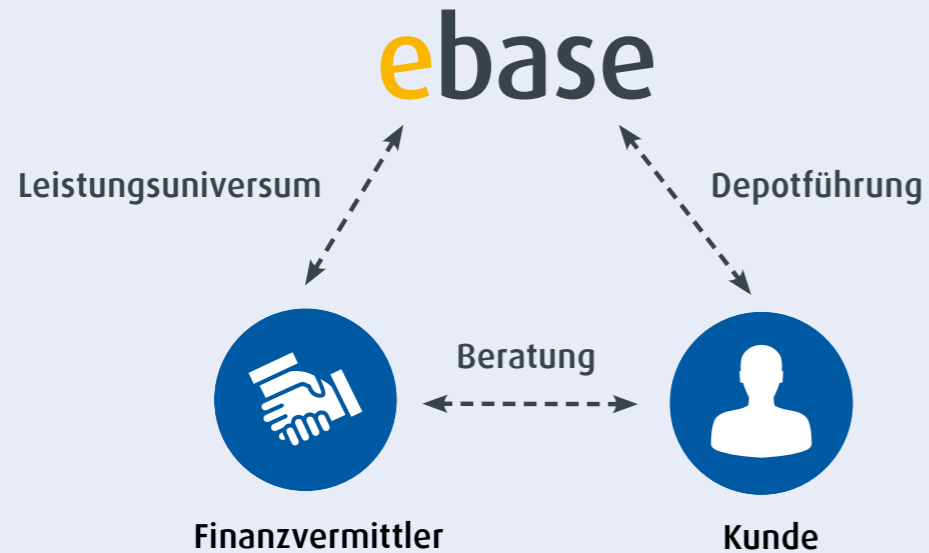 ebase
Leistungsuniversum
Depotführung
Beratung
Finanzvermittler
Kunde